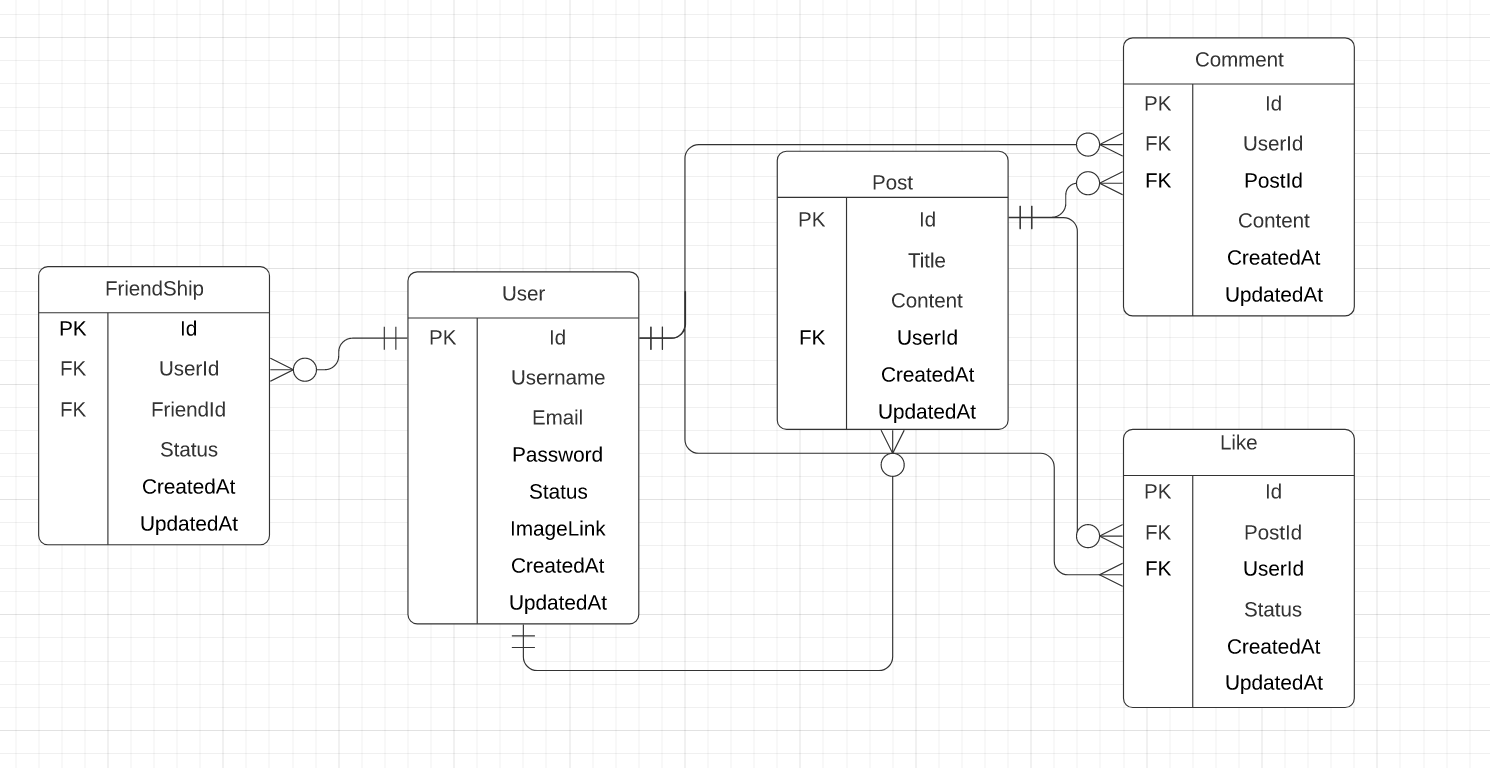 FriendShip
PK Id
FK UserId
FK FriendId
Status
CreatedAt
UpdatedAt
User
PK Id
Username
Email
Password
Status
ImageLink
CreatedAt
UpdatedAt
Post
PK Id
Title
Content
FK UserId
CreatedAt
UpdatedAt
Comment
PK Id
FK UserId
FK PostId
Content
CreatedAt
UpdatedAt
Like
PK Id
FK PostId
FK UserId
Status
CreatedAt
UpdatedAt